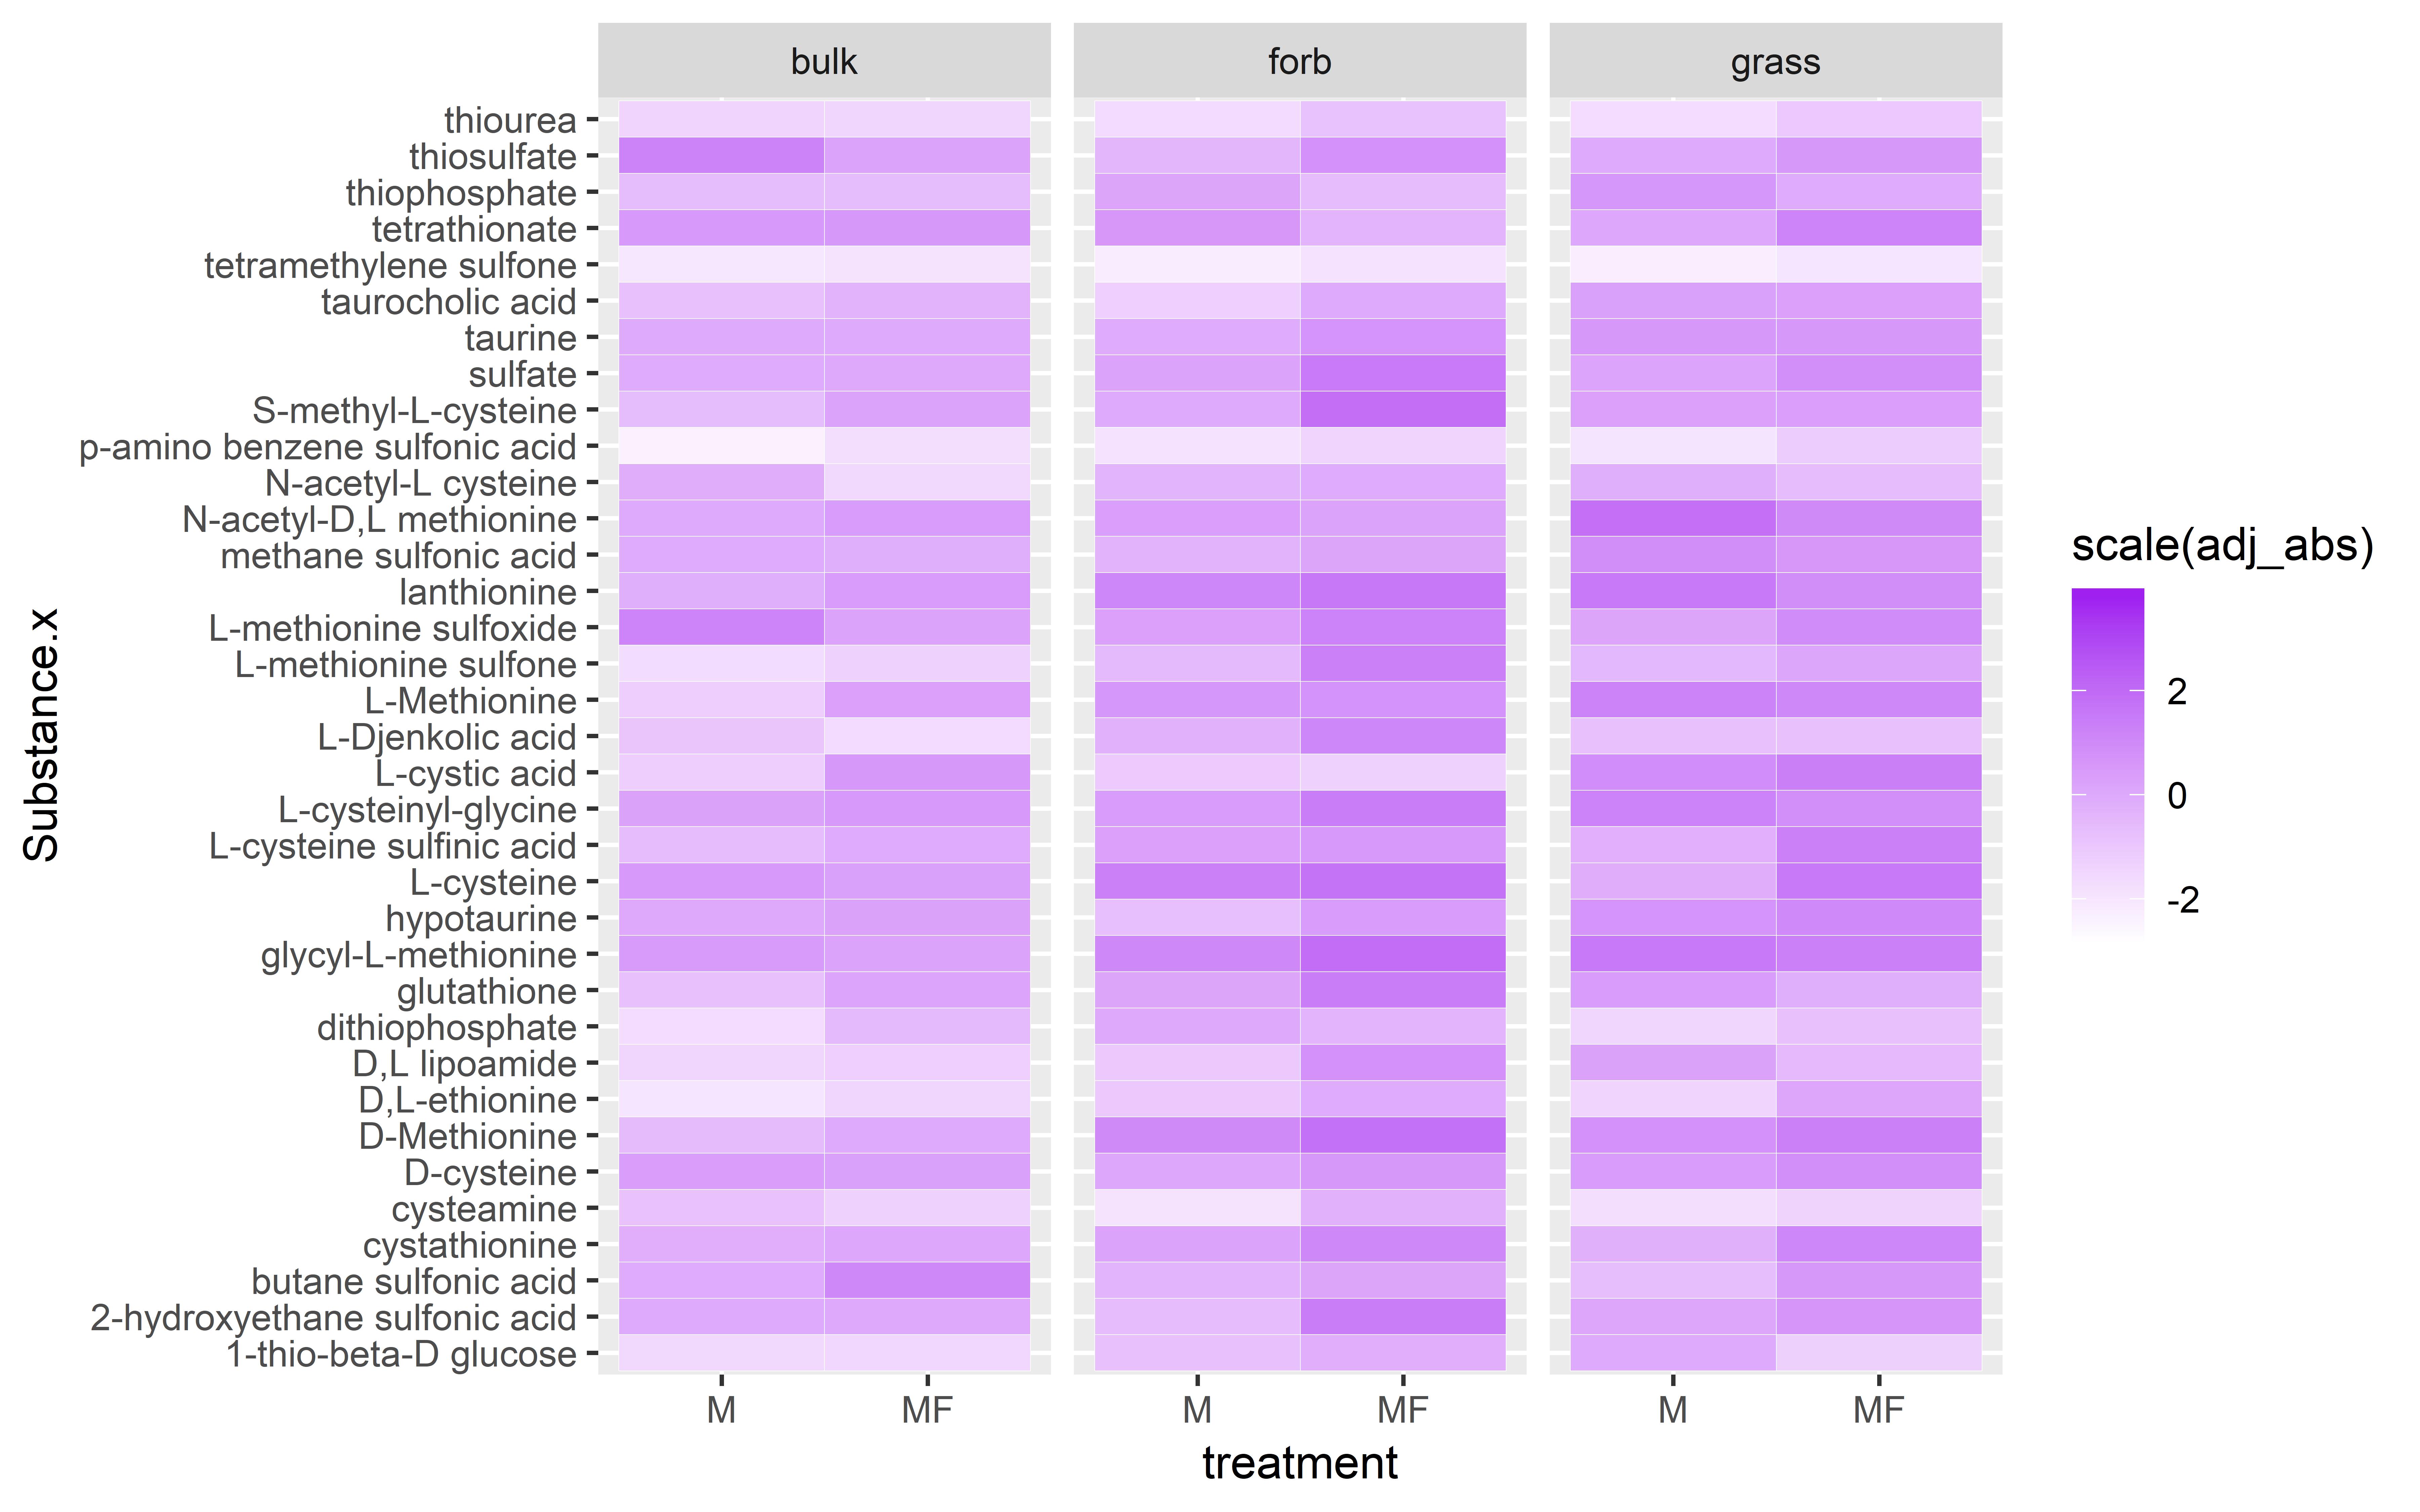 bulk forb grass
thiourea
thiosulfate
thiophosphate
tetrathionate
tetramethylene sulfone
taurocholic acid
taurine
sulfate
S-methyl-L-cysteine
p-amino benzene sulfonic acid
N-acetyl-L cysteine
N-acetyl-D,L methionine
methane sulfonic acid
lanthionine
L-methionine sulfoxide
L-methionine sulfone
L-Methionine
L-Djenkolic acid
L-cystic acid
L-cysteinyl-glycine
L-cysteine sulfinic acid
L-cysteine
hypotaurine
glycyl-L-methionine
glutathione
dithiophosphate
D,L lipoamide
D,L-ethionine
D-Methionine
D-cysteine
cysteamine
cystathionine
butane sulfonic acid
2-hydroxyethane sulfonic acid
1-thio-beta-D glucose
Substance.x
M MF M MF M MF
treatment
scale(adj_abs)
2
0
-2